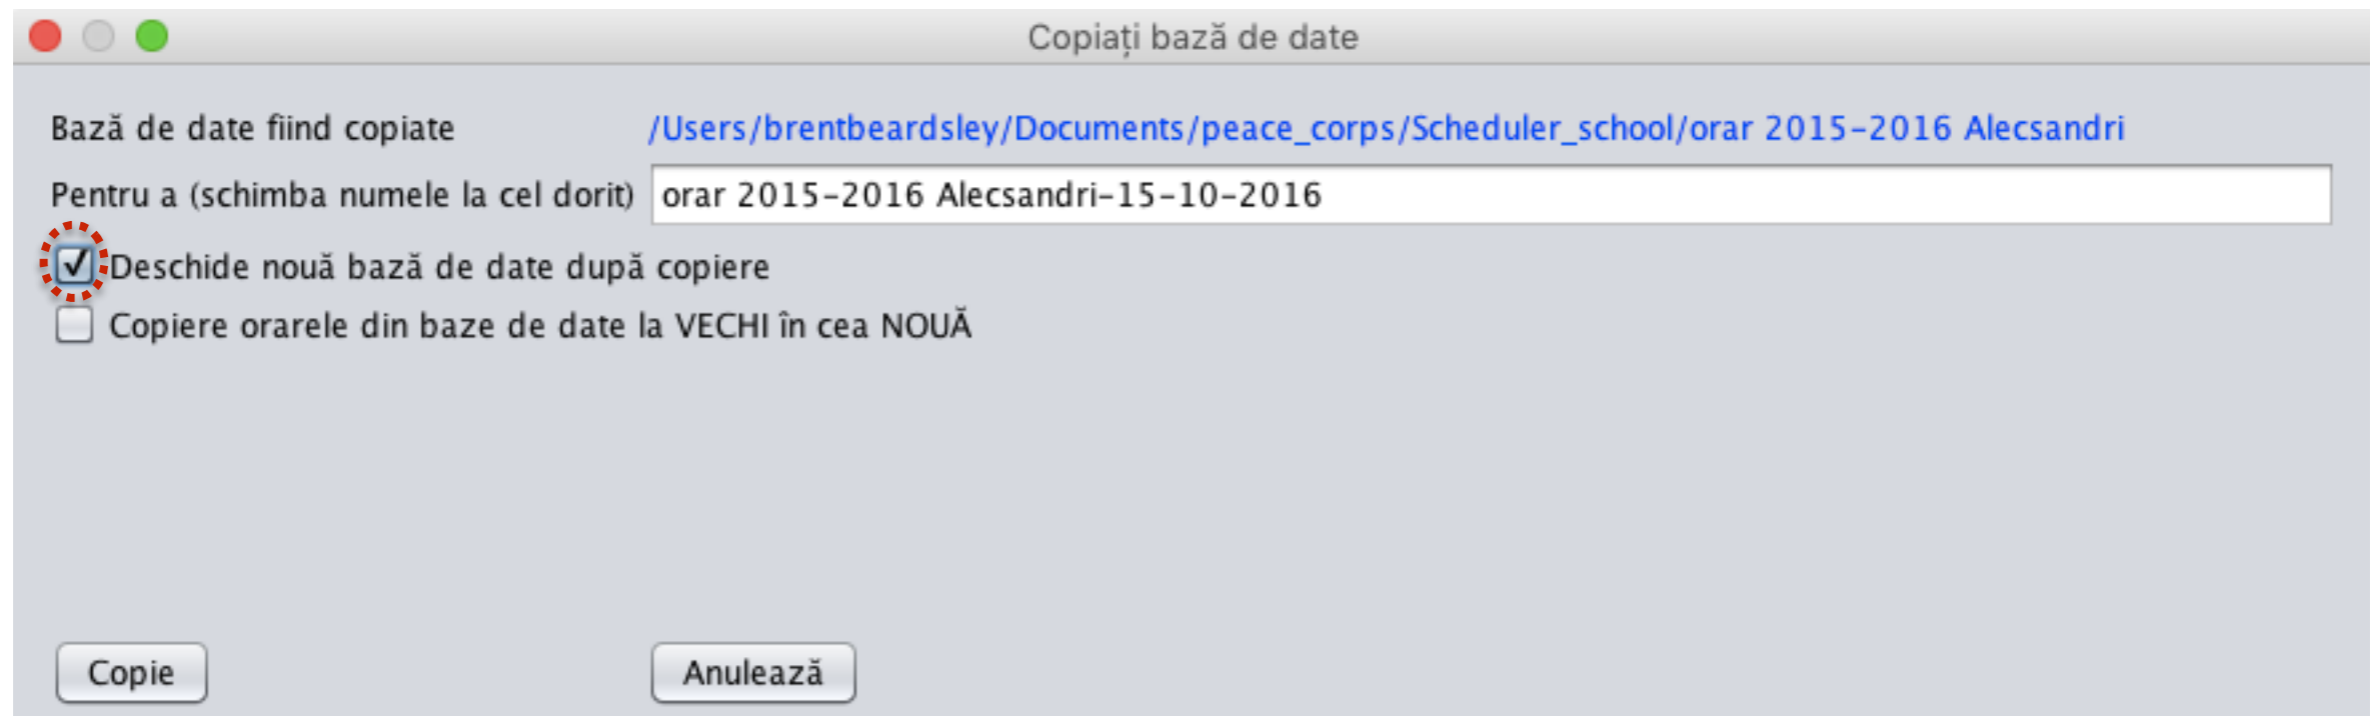 Copiați bază de date
Bază de date fiind copiate /Users/brentbeardsley/Documents/peace_corps/Scheduler_school/orar 2015-2016 Alecsandri
Pentru a (schimba numele la cel dorit) orar 2015-2016 Alecsandri-15-10-2016
Deschide nouă bază de date după copiere
Copiere orarele din baze de date la VECHI în cea NOUĂ
Copie Anulează